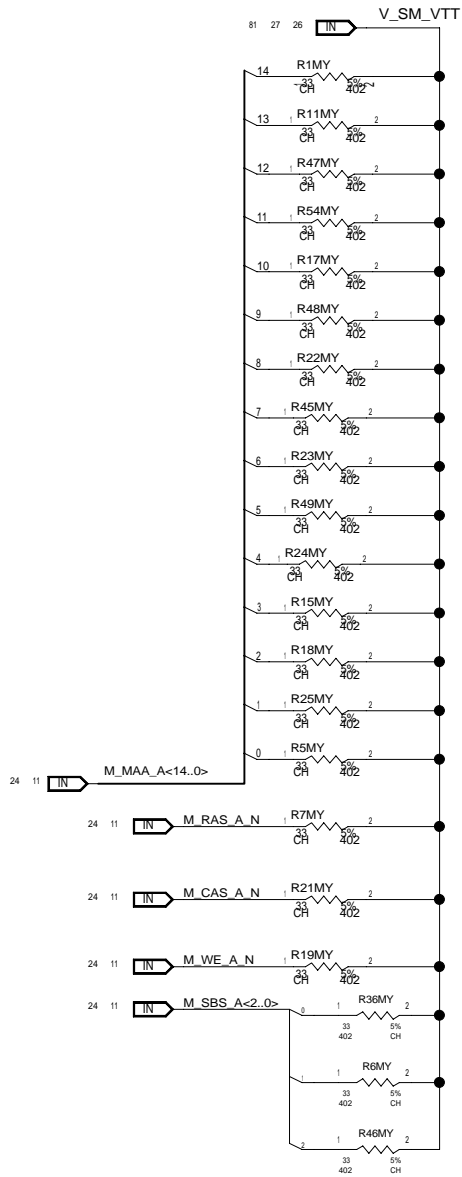 V_SM_VTT
81 27 26 IN
14 R1MY
33 5% 2
CH 402
13 1 R11MY 2
33 5%
CH 402
12 1 R47MY 2
33 5%
CH 402
11 1 R54MY 2
33 5%
CH 402
10 1 R17MY 2
33 5%
CH 402
9 1 R48MY 2
33 5%
CH 402
8 1 R22MY 2
33 5%
CH 402
7 1 R45MY 2
33 5%
CH 402
6 1 R23MY 2
33 5%
CH 402
5 1 R49MY 2
33 5%
CH 402
4 1 R24MY 2
33 5%
CH 402
3 1 R15MY 2
33 5%
CH 402
2 1 R18MY 2
33 5%
CH 402
1 1 R25MY 2
33 5%
CH 402
0 1 R5MY 2
33 5%
CH 402
24 11 IN M_MAA_A<14..0>
24 11 IN M_RAS_A_N 1 R7MY 2
33 5%
CH 402
24 11 IN M_CAS_A_N 1 R21MY 2
33 5%
CH 402
24 11 IN M_WE_A_N 1 R19MY 2
33 5%
CH 402
24 11 IN M_SBS_A<2..0>
0 1 R36MY 2
33 5%
402 CH
1 1 R6MY 2
33 5%
402 CH
2 1 R46MY 2
33 5%
402 CH